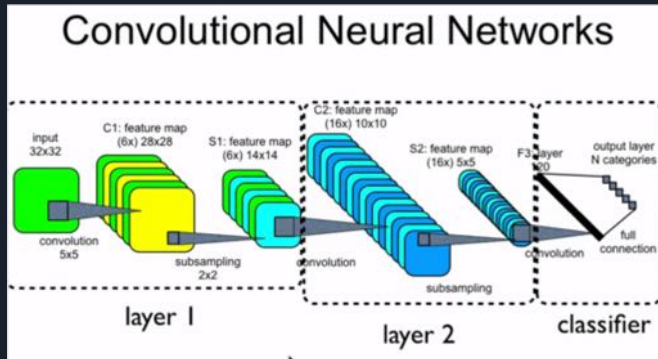 Convolutional Neural Networks
input
32x32
C1: feature map
(6x) 28x28
S1: feature map
(6x) 14x14
C2: feature map
(16x) 10x10
S2: feature map
(16x) 5x5
F3: layer
20
output layer
N categories
convolution
5x5
subsampling
2x2
convolution
subsampling
convolution
full
connection
layer 1
layer 2
classifier